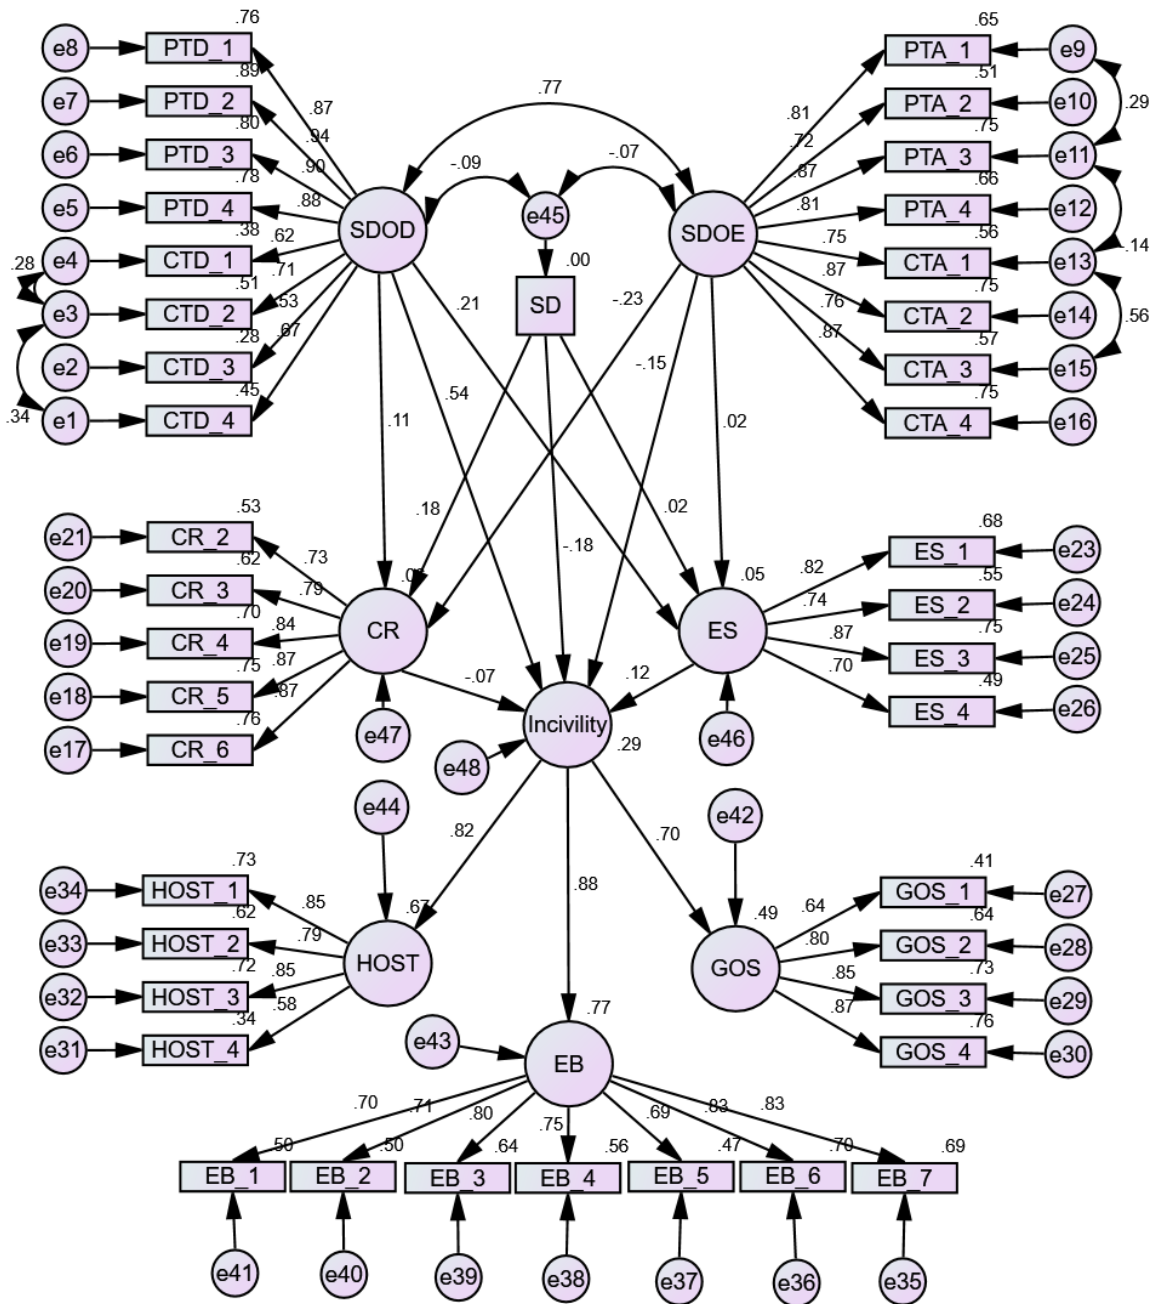 .76
.65
e8
PTD_1
PTA_1
e9
.89
.51
e7
PTD_2
.87
.77
.81
PTA_2
e10
.29
.80
.94
.72
.75
e6
PTD_3
.90
-.09
-.07
.87
PTA_3
e11
.78
.88
.66
e5
PTD_4
e45
.81
PTA_4
e12
.38
.62
SDOD
SDOE
.75
.56
.28
e4
CTD_1
.71
.00
.87
CTA_1
e13
.14
.51
.53
.21
SD
-.23
.76
.75
e3
CTD_2
.67
.87
CTA_2
e14
.56
.28
.57
e2
CTD_3
-.15
CTA_3
e15
.45
.54
.75
.34
e1
CTD_4
.11
.02
CTA_4
e16
.53
.18
.02
.68
e21
CR_2
.73
-.18
.82
ES_1
e23
.62
.05
.55
e20
CR_3
.79
.74
ES_2
e24
.70
.84
CR
ES
.87
.75
e19
CR_4
ES_3
e25
.75
.87
-.07
.12
.70
.49
e18
CR_5
.87
Incivility
ES_4
e26
.76
e47
.29
e46
e17
CR_6
e48
e44
e42
.82
.70
.73
.41
e34
HOST_1
.85
.88
.64
GOS_1
e27
.62
.67
.49
.64
e33
HOST_2
.79
.80
GOS_2
e28
.72
.85
HOST
GOS
.85
.73
e32
HOST_3
.58
.87
GOS_3
e29
.34
.77
.76
e31
HOST_4
e43
GOS_4
e30
EB
.70
.71
.80
.75
.69
.83
.83
.50
.50
.64
.56
.47
.70
.69
EB_1
EB_2
EB_3
EB_4
EB_5
EB_6
EB_7
e41
e40
e39
e38
e37
e36
e35